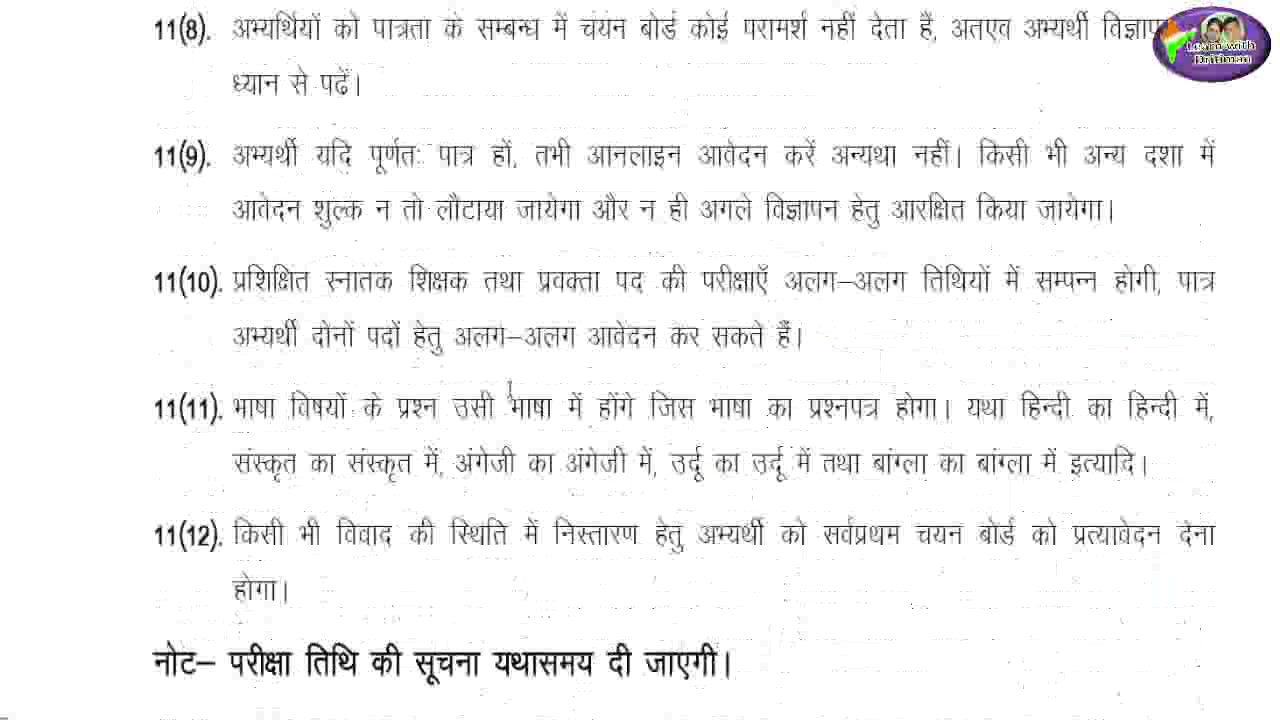 11(8). अभ्यर्थियों को पात्रता के सम्बन्ध में चयन बोर्ड कोई परामर्श नहीं देता है, अतएव अभ्यर्थी
ध्यान से पढ़ें।
11(9). अभ्यर्थी यदि पूर्णतः पात्र हों, तभी आनलाइन आवेदन करें अन्यथा नहीं। किसी भी अन्य दशा में
आवेदन शुल्क न तो लौटाया जायेगा और न ही अगले विज्ञापन हेतु आरक्षित किया जायेगा।
11(10). प्रशिक्षित स्नातक शिक्षक तथा प्रवक्ता पद की परीक्षाएँ अलग–अलग तिथियों में सम्पन्न होगी, पात्र
अभ्यर्थी दोनों पदों हेतु अलग–अलग आवेदन कर सकते हैं।
11(11). भाषा विषयों के प्रश्न उसी भाषा में होंगे जिस भाषा का प्रश्नपत्र होगा। यथा हिन्दी का हिन्दी में,
संस्कृत का संस्कृत में, अंगेजी का अंगेजी में, उर्दू का उर्दू में तथा बांग्ला का बांग्ला में इत्यादि।
11(12). किसी भी विवाद की स्थिति में निस्तारण हेतु अभ्यर्थी को सर्वप्रथम चयन बोर्ड को प्रत्यावेदन देना
होगा।
नोट– परीक्षा तिथि की सूचना यथासमय दी जाएगी।
Learn with
Dritiman